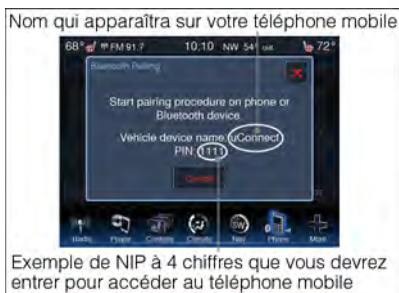 Nom qui apparaîtra sur votre téléphone mobile
68° FM 91.7 10.10 NW 54° out 72°
Bluetooth Pairing
Start pairing procedure on phone or
Bluetooth device.
Vehicle device name: uConnect
PIN: 1111
Cancel
Radio Player Controls Climate Nav Phone More
Exemple de NIP à 4 chiffres que vous devrez
entrer pour accéder au téléphone mobile